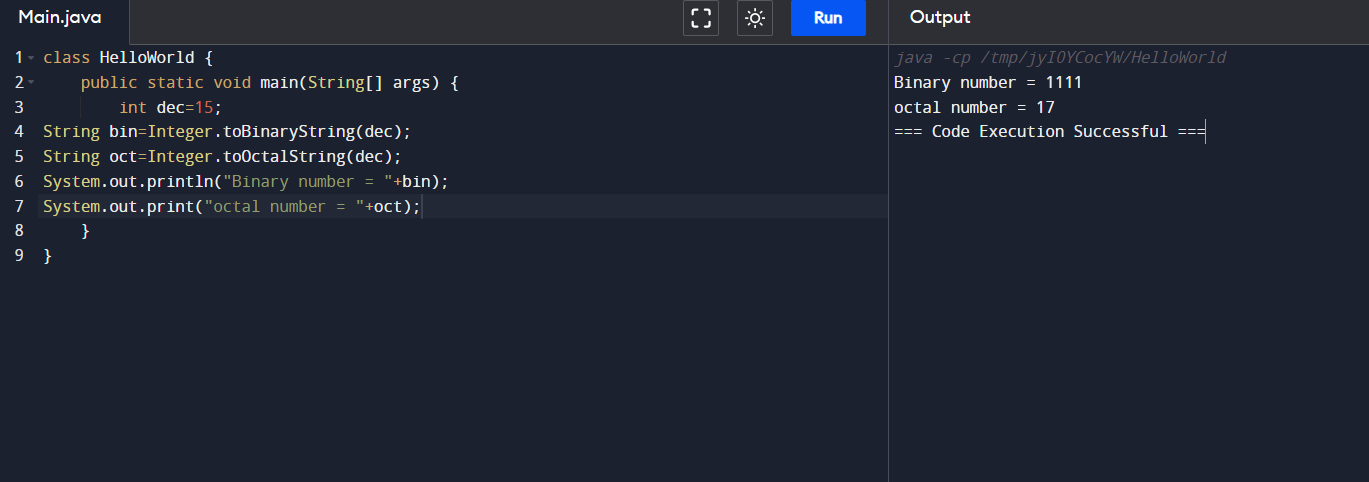 Main.java
Run
Output
1 class HelloWorld {
2     public static void main(String[] args) {
3         int dec=15;
4 String bin=Integer.toBinaryString(dec);
5 String oct=Integer.toOctalString(dec);
6 System.out.println("Binary number = "+bin);
7 System.out.print("octal number = "+oct);
8     }
9 }
java -cp /tmp/jyI0YCocYW/HelloWorld
Binary number = 1111
octal number = 17
=== Code Execution Successful ===